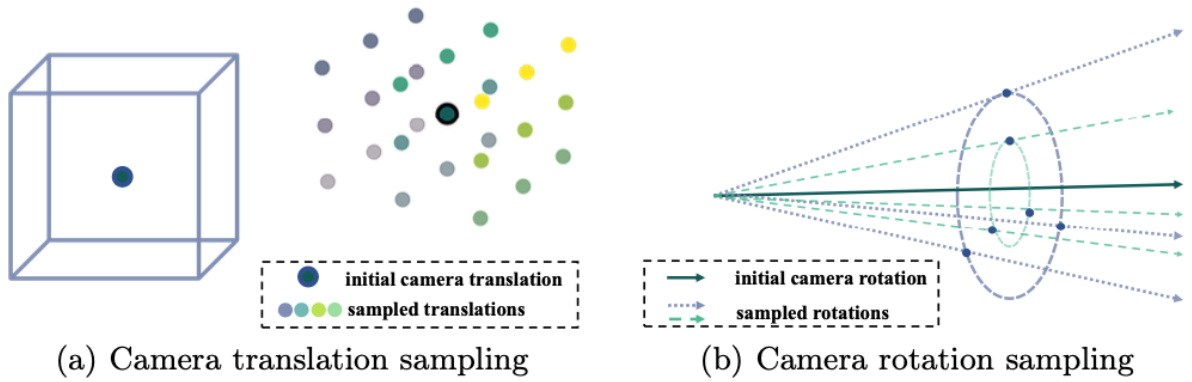 initial camera translation
sampled translations
initial camera rotation
sampled rotations
(a) Camera translation sampling
(b) Camera rotation sampling